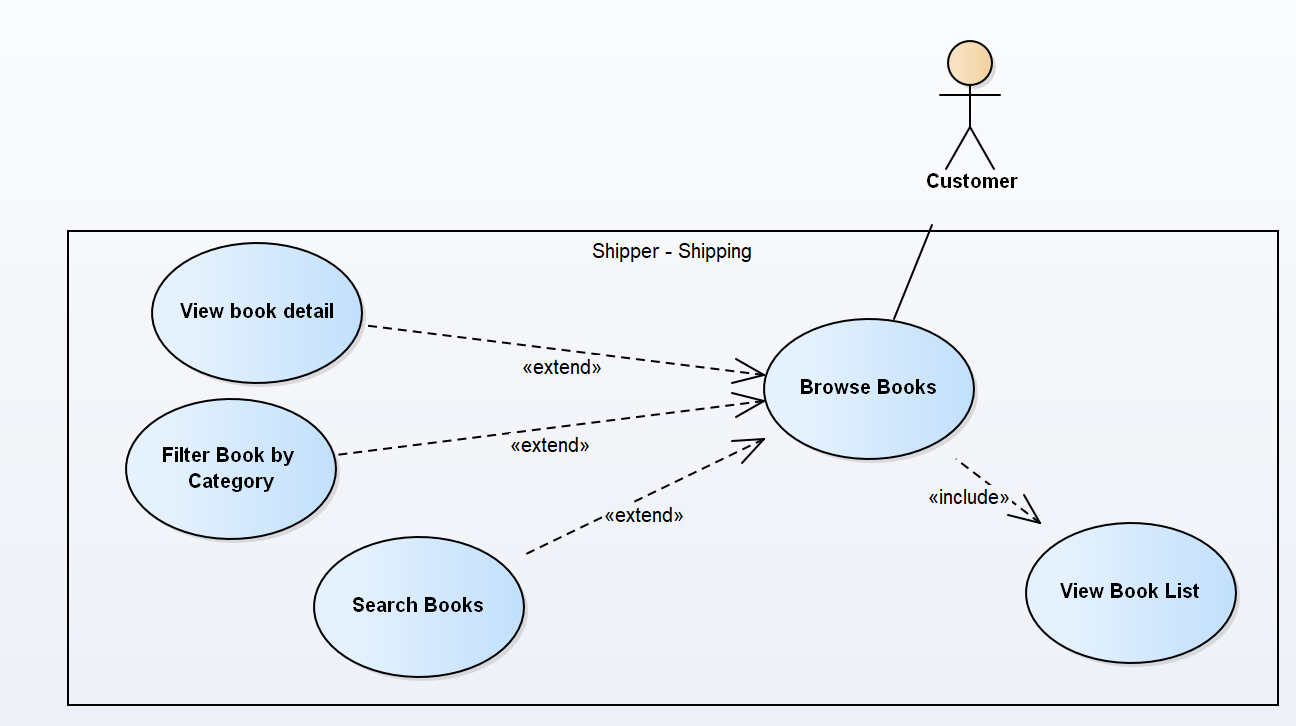 Customer
Shipper - Shipping
View book detail
«extend»
Browse Books
Filter Book by
Category
«extend»
«include»
«extend»
View Book List
Search Books